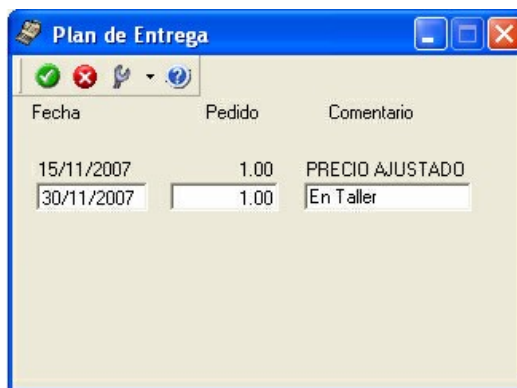 Plan de Entrega
Fecha Pedido Comentario
15/11/2007 1.00 PRECIO AJUSTADO
30/11/2007 1.00 En Taller